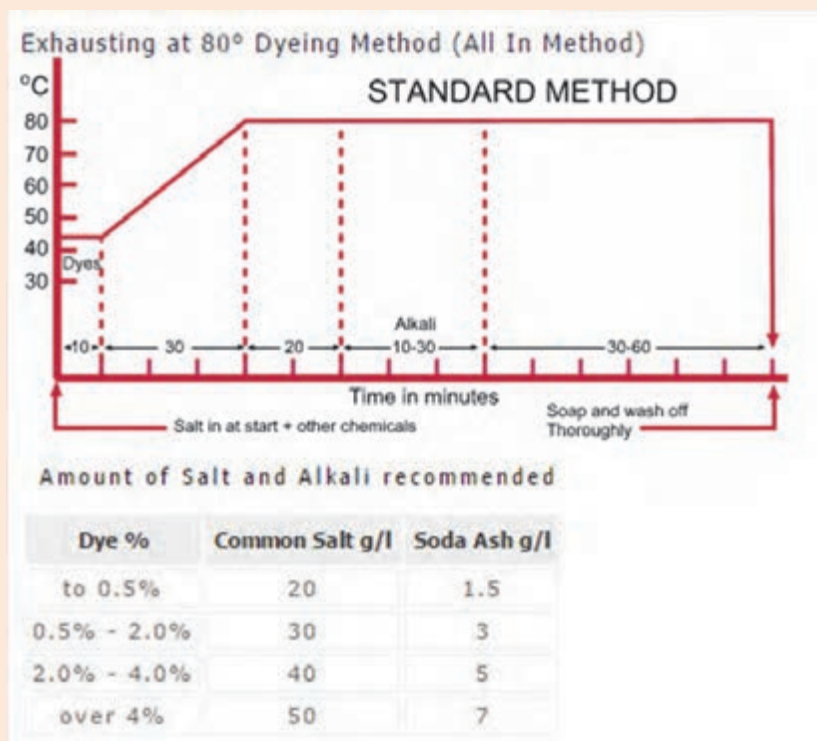 Exhausting at 80° Dyeing Method (All In Method)
°C
STANDARD METHOD
80
70
60
50
40
30
Dyes
Alkali
10
30
20
10-30
30-60
Time in minutes
Salt in at start + other chemicals
Soap and wash off
Thoroughly
Amount of Salt and Alkali recommended
Dye % Common Salt g/l Soda Ash g/l
to 0.5% 20 1.5
0.5% - 2.0% 30 3
2.0% - 4.0% 40 5
over 4% 50 7